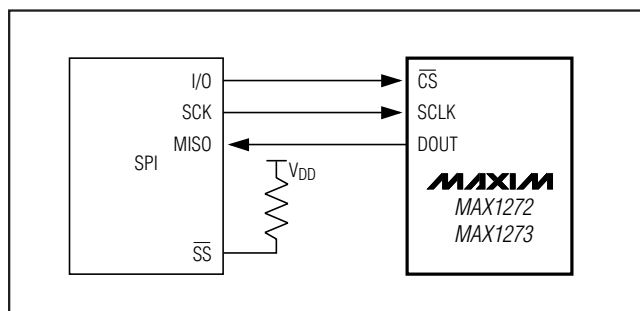 I/O
SCK
MISO
SPI
SS
VDD
CS
SCLK
DOUT
MAXIM
MAX1272
MAX1273